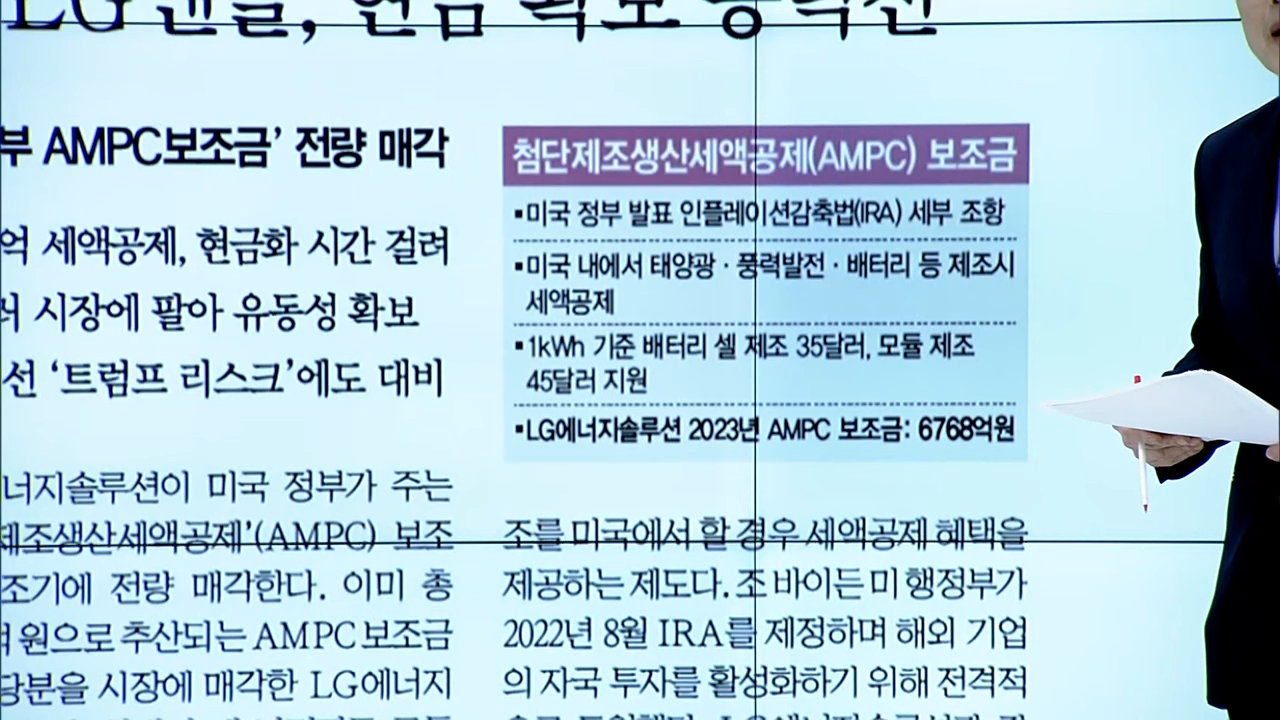 LG엔솔, 현금 확보 총력전
부 AMPC보조금’ 전량 매각
억 세액공제, 현금화 시간 걸려
시장에 팔아 유동성 확보
선 ‘트럼프 리스크’에도 대비
너지솔루션이 미국 정부가 주는
제조생산세액공제’(AMPC) 보조
조기에 전량 매각한다. 이미 총
원으로 추산되는 AMPC 보조금
당분을 시장에 매각한 LG에너지
첨단제조생산세액공제(AMPC) 보조금
▪미국 정부 발표 인플레이션감축법(IRA) 세부 조항
▪미국 내에서 태양광·풍력발전·배터리 등 제조시
세액공제
▪1kWh 기준 배터리 셀 제조 35달러, 모듈 제조
45달러 지원
▪LG에너지솔루션 2023년 AMPC 보조금: 6768억원
조를 미국에서 할 경우 세액공제 혜택을
제공하는 제도다. 조 바이든 미 행정부가
2022년 8월 IRA를 제정하며 해외 기업
의 자국 투자를 활성화하기 위해 전격적